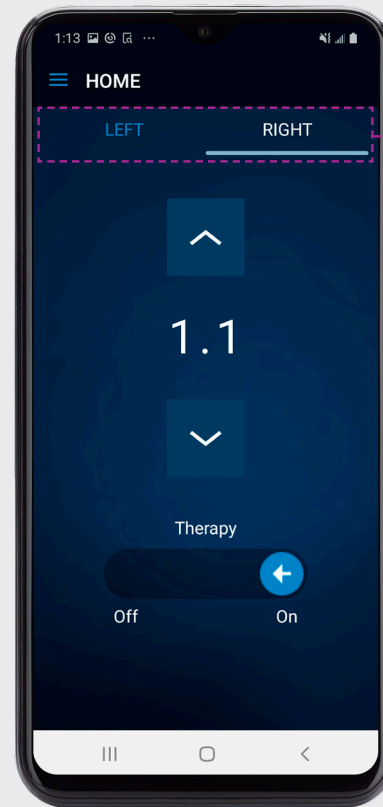 1:13
HOME
LEFT RIGHT
1.1
Therapy
Off On